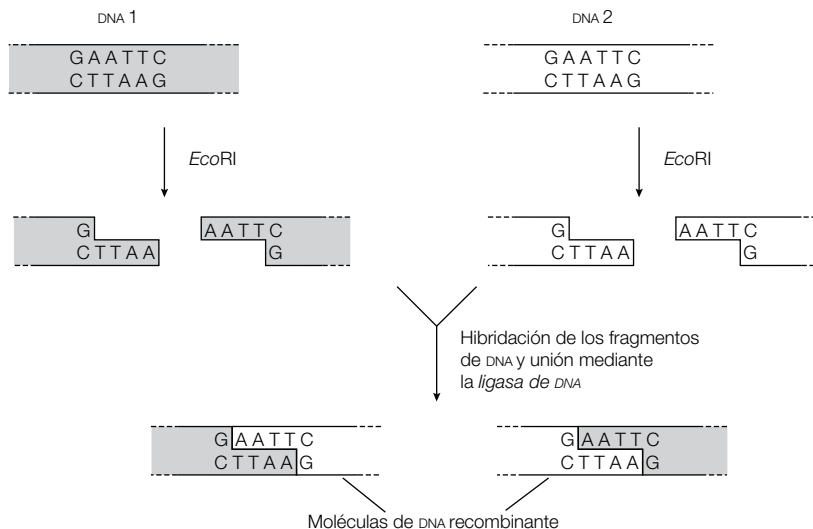 DNA 1
DNA 2
GAATTC
CTTAAG
GAATTC
CTTAAG
EcoRI
EcoRI
G
CTTAA
AATTC
G
G
CTTAA
AATTC
G
Hibridación de los fragmentos
de DNA y unión mediante
la ligasa de DNA
GAATTC
CTTAAG
GAATTC
CTTAAG
Moléculas de DNA recombinante